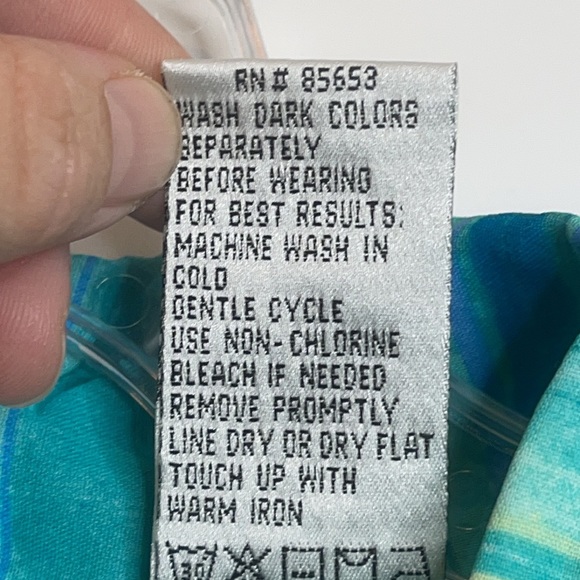 RN# 85653
WASH DARK COLORS
SEPARATELY
BEFORE WEARING
FOR BEST RESULTS:
MACHINE WASH IN
COLD
GENTLE CYCLE
USE NON-CHLORINE
BLEACH IF NEEDED
REMOVE PROMPTLY
LINE DRY OR DRY FLAT
TOUCH UP WITH
WARM IRON
30